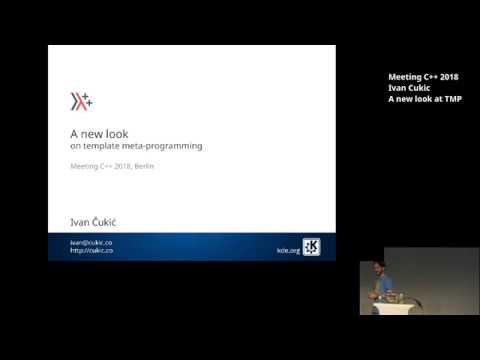 A new look
on template meta-programming
Meeting C++ 2018, Berlin
Ivan Čukić
ivan@cukic.co
http://cukic.co
kde.org
Meeting C++ 2018
Ivan Cukic
A new look at TMP